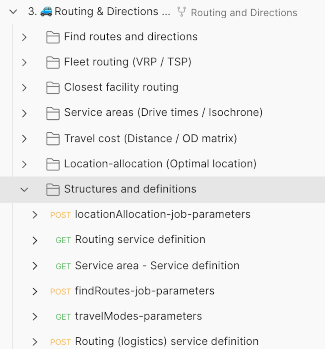 3. 🚙 Routing & Directions ... Routing and Directions
Find routes and directions
Fleet routing (VRP / TSP)
Closest facility routing
Service areas (Drive times / Isochrone)
Travel cost (Distance / OD matrix)
Location-allocation (Optimal location)
Structures and definitions
POST locationAllocation-job-parameters
GET Routing service definition
GET Service area - Service definition
POST findRoutes-job-parameters
GET travelModes-parameters
POST Routing (logistics) service definition